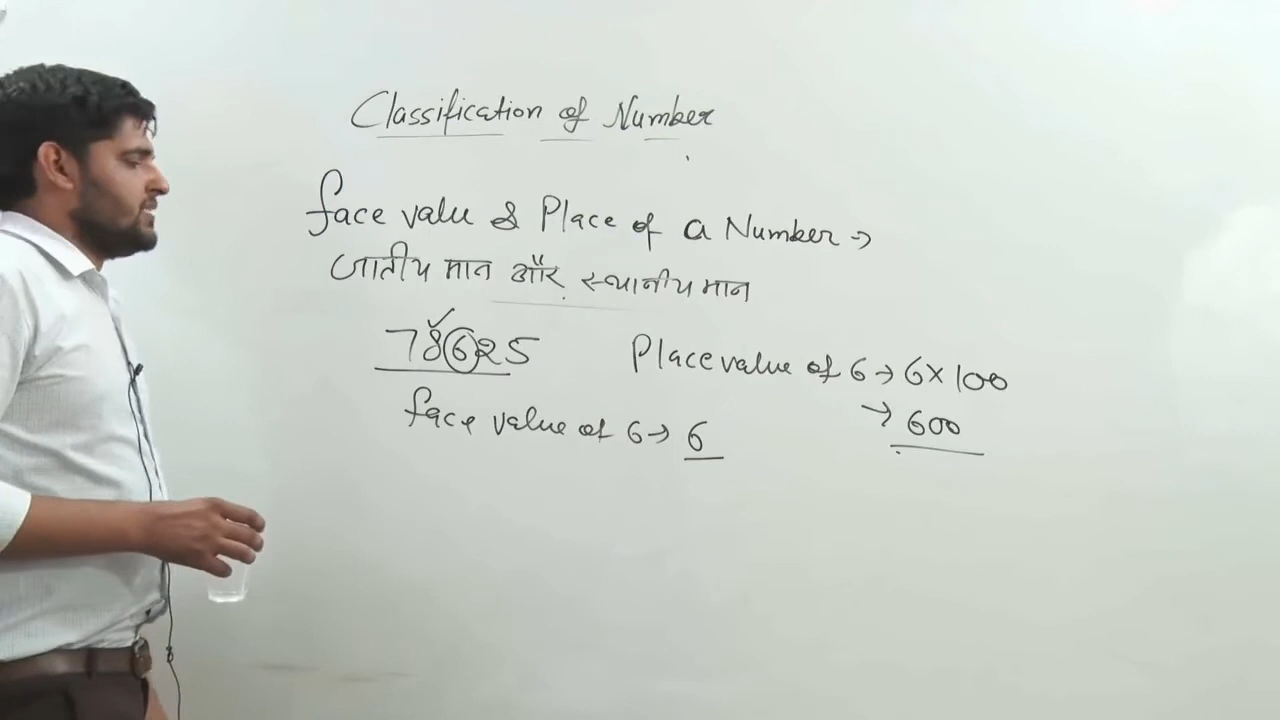 Classification of Number
face value & Place of a Number →
जातीय मान और स्थानीय मान
78625
Place value of 6 → 6 × 100
→ 600
face value of 6 → 6